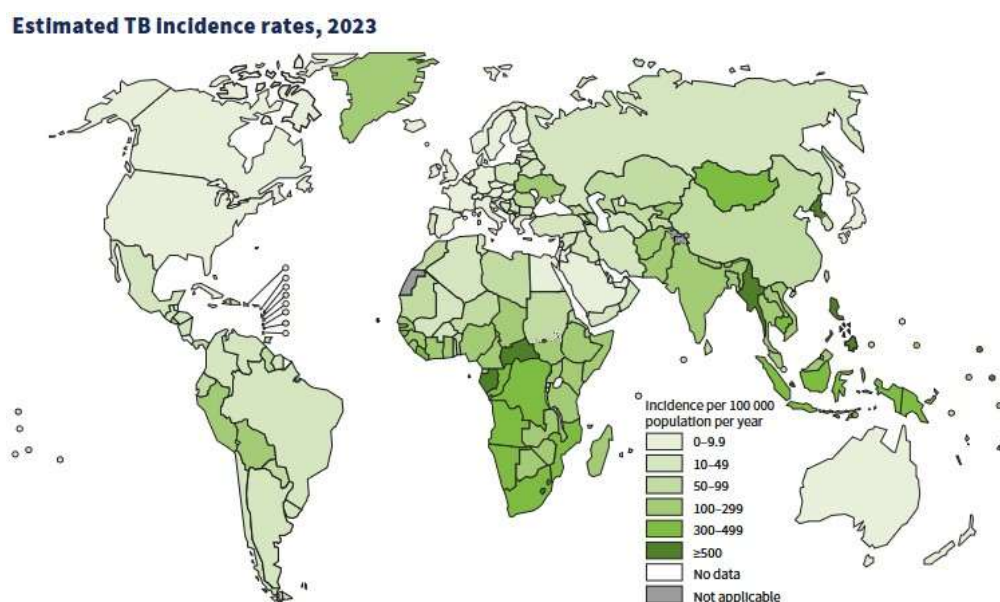 Estimated TB incidence rates, 2023
Incidence per 100 000
population per year
0–9.9
10–49
50–99
100–299
300–499
≥500
No data
Not applicable